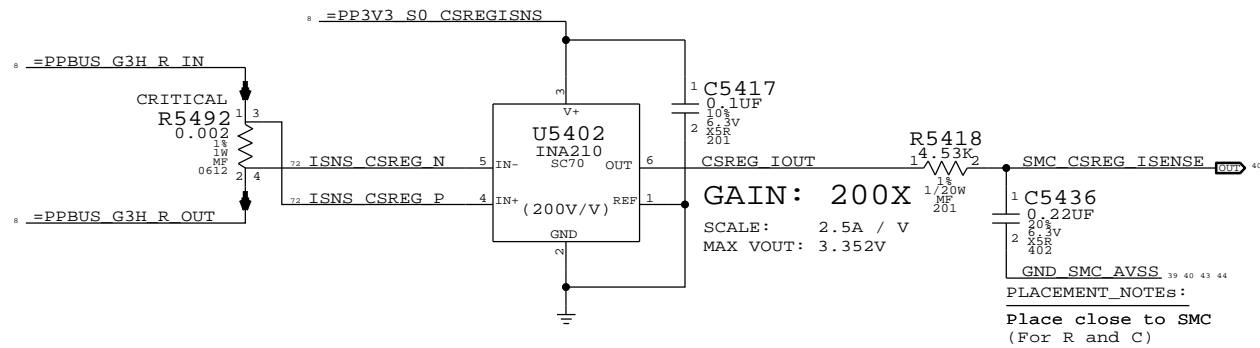 8 =PP3V3_S0_CSREGISNS
8 =PPBUS_G3H_R_IN
CRITICAL
R5492
0.002
1%
1W
MF
0612
1 3
2 4
8 =PPBUS_G3H_R_OUT
72 ISNS_CSREG_N
72 ISNS_CSREG_P
3
V+
U5402
INA210
SC70
5 IN-
4 IN+
OUT 6
REF 1
(200V/V)
GND
2
1 C5417
0.1UF
10%
6.3V
2 X5R
201
CSREG_IOUT
R5418
1 4.53K 2
1%
1/20W
MF
201
GAIN: 200X
SCALE: 2.5A / V
MAX VOUT: 3.352V
SMC_CSREG_ISENSE OUT 40
1 C5436
0.22UF
20%
6.3V
2 X5R
402
GND_SMC_AVSS 39 40 43 44
PLACEMENT_NOTEs:
Place close to SMC
(For R and C)